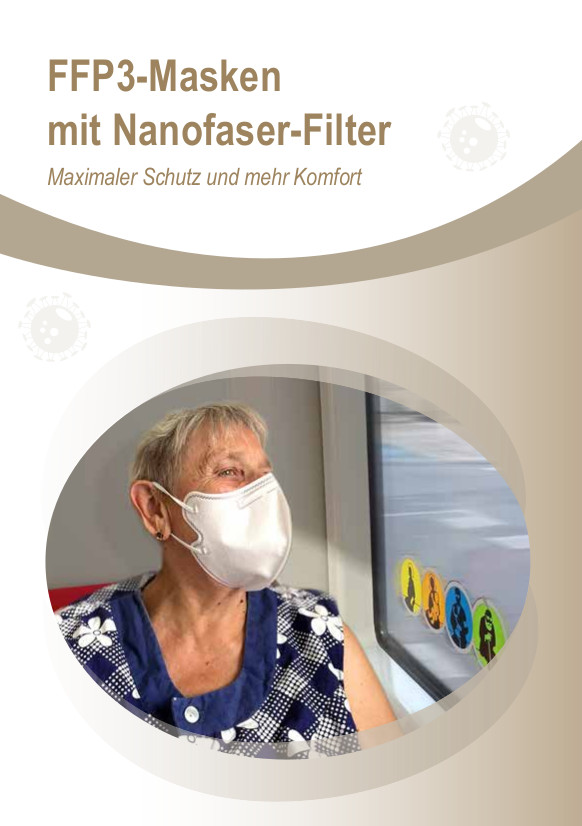 FFP3-Masken
mit Nanofaser-Filter
Maximaler Schutz und mehr Komfort